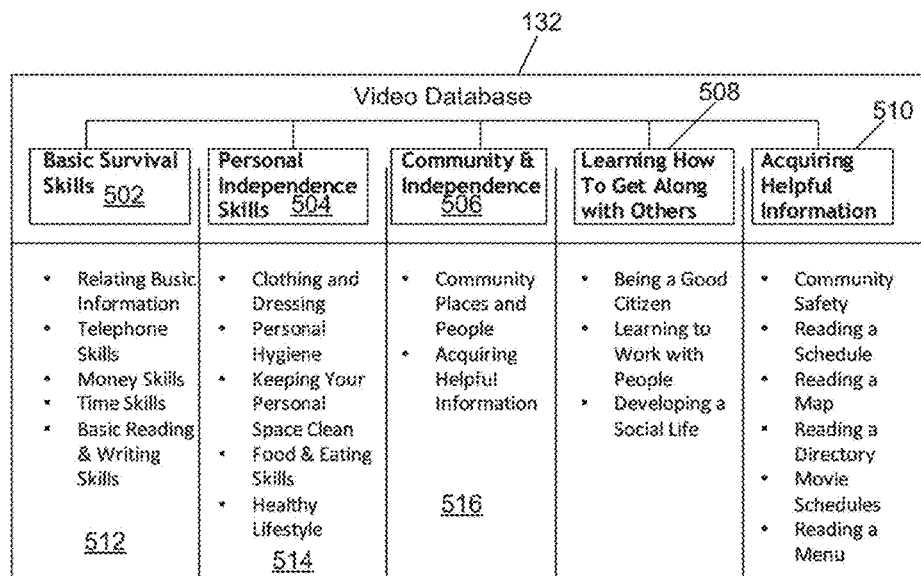 132
Video Database
508
510
Basic Survival
Skills 502
Personal
Independence
Skills 504
Community &
Independence
506
Learning How
To Get Along
with Others
Acquiring
Helpful
Information
• Relating Busic
Information
• Telephone
Skills
• Money Skills
• Time Skills
• Basic Reading
& Writing
Skills
512
• Clothing and
Dressing
• Personal
Hygiene
• Keeping Your
Personal
Space Clean
• Food & Eating
Skills
• Healthy
Lifestyle
514
• Community
Places and
People
• Acquiring
Helpful
Information
516
• Being a Good
Citizen
• Learning to
Work with
People
• Developing a
Social Life
• Community
Safety
• Reading a
Schedule
• Reading a
Map
• Reading a
Directory
• Movie
Schedules
• Reading a
Menu